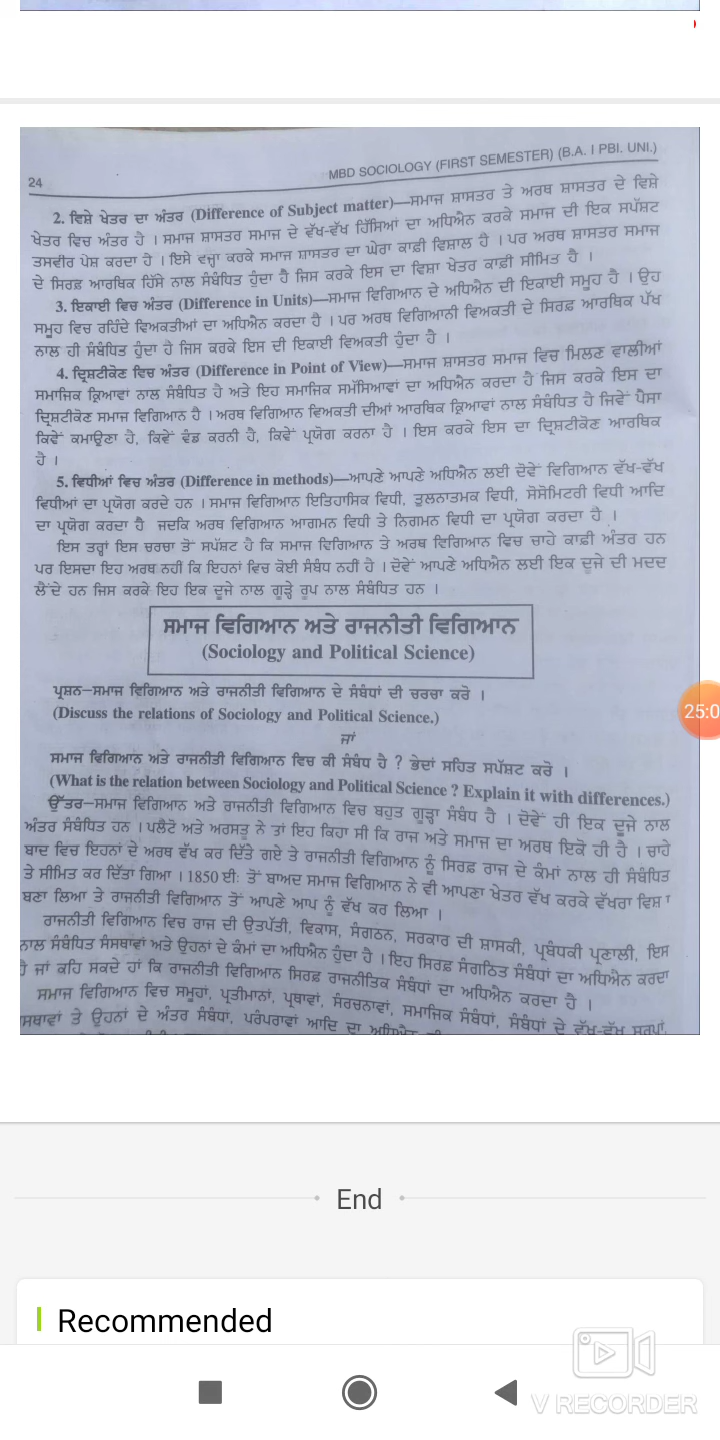 24
MBD SOCIOLOGY (FIRST SEMESTER) (B.A. I PBI. UNI.)
2. ਵਿਸ਼ੇ ਖੇਤਰ ਦਾ ਅੰਤਰ (Difference of Subject matter)—ਸਮਾਜ ਸ਼ਾਸਤਰ ਤੇ ਅਰਥ ਸ਼ਾਸਤਰ ਦੇ ਵਿਸ਼ੇ
ਖੇਤਰ ਵਿਚ ਅੰਤਰ ਹੈ । ਸਮਾਜ ਸ਼ਾਸਤਰ ਸਮਾਜ ਦੇ ਵੱਖ-ਵੱਖ ਹਿੱਸਿਆਂ ਦਾ ਅਧਿਐਨ ਕਰਕੇ ਸਮਾਜ ਦੀ ਇਕ ਸਪੱਸ਼ਟ
ਤਸਵੀਰ ਪੇਸ਼ ਕਰਦਾ ਹੈ । ਇਸੇ ਵਜ੍ਹਾ ਕਰਕੇ ਸਮਾਜ ਸ਼ਾਸਤਰ ਦਾ ਘੇਰਾ ਕਾਫ਼ੀ ਵਿਸ਼ਾਲ ਹੈ । ਪਰ ਅਰਥ ਸ਼ਾਸਤਰ ਸਮਾਜ
ਦੇ ਸਿਰਫ਼ ਆਰਥਿਕ ਹਿੱਸੇ ਨਾਲ ਸੰਬੰਧਿਤ ਹੁੰਦਾ ਹੈ ਜਿਸ ਕਰਕੇ ਇਸ ਦਾ ਵਿਸ਼ਾ ਖੇਤਰ ਕਾਫ਼ੀ ਸੀਮਿਤ ਹੈ ।
3. ਇਕਾਈ ਵਿਚ ਅੰਤਰ (Difference in Units)—ਸਮਾਜ ਵਿਗਿਆਨ ਦੇ ਅਧਿਐਨ ਦੀ ਇਕਾਈ ਸਮੂਹ ਹੈ । ਉਹ
ਸਮੂਹ ਵਿਚ ਰਹਿੰਦੇ ਵਿਅਕਤੀਆਂ ਦਾ ਅਧਿਐਨ ਕਰਦਾ ਹੈ । ਪਰ ਅਰਥ ਵਿਗਿਆਨੀ ਵਿਅਕਤੀ ਦੇ ਸਿਰਫ਼ ਆਰਥਿਕ ਪੱਖ
ਨਾਲ ਹੀ ਸੰਬੰਧਿਤ ਹੁੰਦਾ ਹੈ ਜਿਸ ਕਰਕੇ ਇਸ ਦੀ ਇਕਾਈ ਵਿਅਕਤੀ ਹੁੰਦਾ ਹੈ ।
4. ਦ੍ਰਿਸ਼ਟੀਕੋਣ ਵਿਚ ਅੰਤਰ (Difference in Point of View)—ਸਮਾਜ ਸ਼ਾਸਤਰ ਸਮਾਜ ਵਿਚ ਮਿਲਣ ਵਾਲੀਆਂ
ਸਮਾਜਿਕ ਕ੍ਰਿਆਵਾਂ ਨਾਲ ਸੰਬੰਧਿਤ ਹੈ ਅਤੇ ਇਹ ਸਮਾਜਿਕ ਸਮੱਸਿਆਵਾਂ ਦਾ ਅਧਿਐਨ ਕਰਦਾ ਹੈ ਜਿਸ ਕਰਕੇ ਇਸ ਦਾ
ਦ੍ਰਿਸ਼ਟੀਕੋਣ ਸਮਾਜ ਵਿਗਿਆਨ ਹੈ । ਅਰਥ ਵਿਗਿਆਨ ਵਿਅਕਤੀ ਦੀਆਂ ਆਰਥਿਕ ਕ੍ਰਿਆਵਾਂ ਨਾਲ ਸੰਬੰਧਿਤ ਹੈ ਜਿਵੇਂ ਪੈਸਾ
ਕਿਵੇਂ ਕਮਾਉਣਾ ਹੈ, ਕਿਵੇਂ ਵੰਡ ਕਰਨੀ ਹੈ, ਕਿਵੇਂ ਪ੍ਰਯੋਗ ਕਰਨਾ ਹੈ । ਇਸ ਕਰਕੇ ਇਸ ਦਾ ਦ੍ਰਿਸ਼ਟੀਕੋਣ ਆਰਥਿਕ
ਹੈ ।
5. ਵਿਧੀਆਂ ਵਿਚ ਅੰਤਰ (Difference in methods)—ਆਪਣੇ ਆਪਣੇ ਅਧਿਐਨ ਲਈ ਦੋਵੇਂ ਵਿਗਿਆਨ ਵੱਖ-ਵੱਖ
ਵਿਧੀਆਂ ਦਾ ਪ੍ਰਯੋਗ ਕਰਦੇ ਹਨ । ਸਮਾਜ ਵਿਗਿਆਨ ਇਤਿਹਾਸਿਕ ਵਿਧੀ, ਤੁਲਨਾਤਮਕ ਵਿਧੀ, ਸੋਸੋਮਿਟਰੀ ਵਿਧੀ ਆਦਿ
ਦਾ ਪ੍ਰਯੋਗ ਕਰਦਾ ਹੈ ਜਦਕਿ ਅਰਥ ਵਿਗਿਆਨ ਆਗਮਨ ਵਿਧੀ ਤੇ ਨਿਗਮਨ ਵਿਧੀ ਦਾ ਪ੍ਰਯੋਗ ਕਰਦਾ ਹੈ ।
ਇਸ ਤਰ੍ਹਾਂ ਇਸ ਚਰਚਾ ਤੋਂ ਸਪੱਸ਼ਟ ਹੈ ਕਿ ਸਮਾਜ ਵਿਗਿਆਨ ਤੇ ਅਰਥ ਵਿਗਿਆਨ ਵਿਚ ਚਾਹੇ ਕਾਫ਼ੀ ਅੰਤਰ ਹਨ
ਪਰ ਇਸਦਾ ਇਹ ਅਰਥ ਨਹੀਂ ਕਿ ਇਹਨਾਂ ਵਿਚ ਕੋਈ ਸੰਬੰਧ ਨਹੀਂ ਹੈ । ਦੋਵੇਂ ਆਪਣੇ ਅਧਿਐਨ ਲਈ ਇਕ ਦੂਜੇ ਦੀ ਮਦਦ
ਲੈਂਦੇ ਹਨ ਜਿਸ ਕਰਕੇ ਇਹ ਇਕ ਦੂਜੇ ਨਾਲ ਗੂੜ੍ਹੇ ਰੂਪ ਨਾਲ ਸੰਬੰਧਿਤ ਹਨ ।
ਸਮਾਜ ਵਿਗਿਆਨ ਅਤੇ ਰਾਜਨੀਤੀ ਵਿਗਿਆਨ
(Sociology and Political Science)
ਪ੍ਰਸ਼ਨ—ਸਮਾਜ ਵਿਗਿਆਨ ਅਤੇ ਰਾਜਨੀਤੀ ਵਿਗਿਆਨ ਦੇ ਸੰਬੰਧਾਂ ਦੀ ਚਰਚਾ ਕਰੋ ।
(Discuss the relations of Sociology and Political Science.)
ਜਾਂ
ਸਮਾਜ ਵਿਗਿਆਨ ਅਤੇ ਰਾਜਨੀਤੀ ਵਿਗਿਆਨ ਵਿਚ ਕੀ ਸੰਬੰਧ ਹੈ ? ਭੇਦਾਂ ਸਹਿਤ ਸਪੱਸ਼ਟ ਕਰੋ ।
(What is the relation between Sociology and Political Science ? Explain it with differences.)
ਉੱਤਰ—ਸਮਾਜ ਵਿਗਿਆਨ ਅਤੇ ਰਾਜਨੀਤੀ ਵਿਗਿਆਨ ਵਿਚ ਬਹੁਤ ਗੂੜ੍ਹਾ ਸੰਬੰਧ ਹੈ । ਦੋਵੇਂ ਹੀ ਇਕ ਦੂਜੇ ਨਾਲ
ਅੰਤਰ ਸੰਬੰਧਿਤ ਹਨ । ਪਲੈਟੋ ਅਤੇ ਅਰਸਤੂ ਨੇ ਤਾਂ ਇਹ ਕਿਹਾ ਸੀ ਕਿ ਰਾਜ ਅਤੇ ਸਮਾਜ ਦਾ ਅਰਥ ਇਕੋ ਹੀ ਹੈ । ਚਾਹੇ
ਬਾਦ ਵਿਚ ਇਹਨਾਂ ਦੇ ਅਰਥ ਵੱਖ ਕਰ ਦਿੱਤੇ ਗਏ ਤੇ ਰਾਜਨੀਤੀ ਵਿਗਿਆਨ ਨੂੰ ਸਿਰਫ਼ ਰਾਜ ਦੇ ਕੰਮਾਂ ਨਾਲ ਹੀ ਸੰਬੰਧਿਤ
ਤੇ ਸੀਮਿਤ ਕਰ ਦਿੱਤਾ ਗਿਆ । 1850 ਈ: ਤੋਂ ਬਾਅਦ ਸਮਾਜ ਵਿਗਿਆਨ ਨੇ ਵੀ ਆਪਣਾ ਖੇਤਰ ਵੱਖ ਕਰਕੇ ਵੱਖਰਾ ਵਿਸ਼ਾ
ਬਣਾ ਲਿਆ ਤੇ ਰਾਜਨੀਤੀ ਵਿਗਿਆਨ ਤੋਂ ਆਪਣੇ ਆਪ ਨੂੰ ਵੱਖ ਕਰ ਲਿਆ ।
ਰਾਜਨੀਤੀ ਵਿਗਿਆਨ ਵਿਚ ਰਾਜ ਦੀ ਉਤਪੱਤੀ, ਵਿਕਾਸ, ਸੰਗਠਨ, ਸਰਕਾਰ ਦੀ ਸ਼ਾਸਕੀ, ਪ੍ਰਬੰਧਕੀ ਪ੍ਰਣਾਲੀ, ਇਸ
ਨਾਲ ਸੰਬੰਧਿਤ ਸੰਸਥਾਵਾਂ ਅਤੇ ਉਹਨਾਂ ਦੇ ਕੰਮਾਂ ਦਾ ਅਧਿਐਨ ਹੁੰਦਾ ਹੈ । ਇਹ ਸਿਰਫ਼ ਸੰਗਠਿਤ ਸੰਬੰਧਾਂ ਦਾ ਅਧਿਐਨ ਕਰਦਾ
ਹੈ ਜਾਂ ਕਹਿ ਸਕਦੇ ਹਾਂ ਕਿ ਰਾਜਨੀਤੀ ਵਿਗਿਆਨ ਸਿਰਫ਼ ਰਾਜਨੀਤਿਕ ਸੰਬੰਧਾਂ ਦਾ ਅਧਿਐਨ ਕਰਦਾ ਹੈ ।
ਸਮਾਜ ਵਿਗਿਆਨ ਵਿਚ ਸਮੂਹਾਂ, ਪ੍ਰਤੀਮਾਨਾਂ, ਪ੍ਰਥਾਵਾਂ, ਸੰਰਚਨਾਵਾਂ, ਸਮਾਜਿਕ ਸੰਬੰਧਾਂ, ਸੰਬੰਧਾਂ ਦੇ ਵੱਖ-ਵੱਖ ਸਰੂਪਾਂ,
ਤੇ ਉਹਨਾਂ ਦੇ ਅੰਤਰ ਸੰਬੰਧਾਂ, ਪਰੰਪਰਾਵਾਂ ਆਦਿ ਦਾ
25:0
End
Recommended
V RECORDER